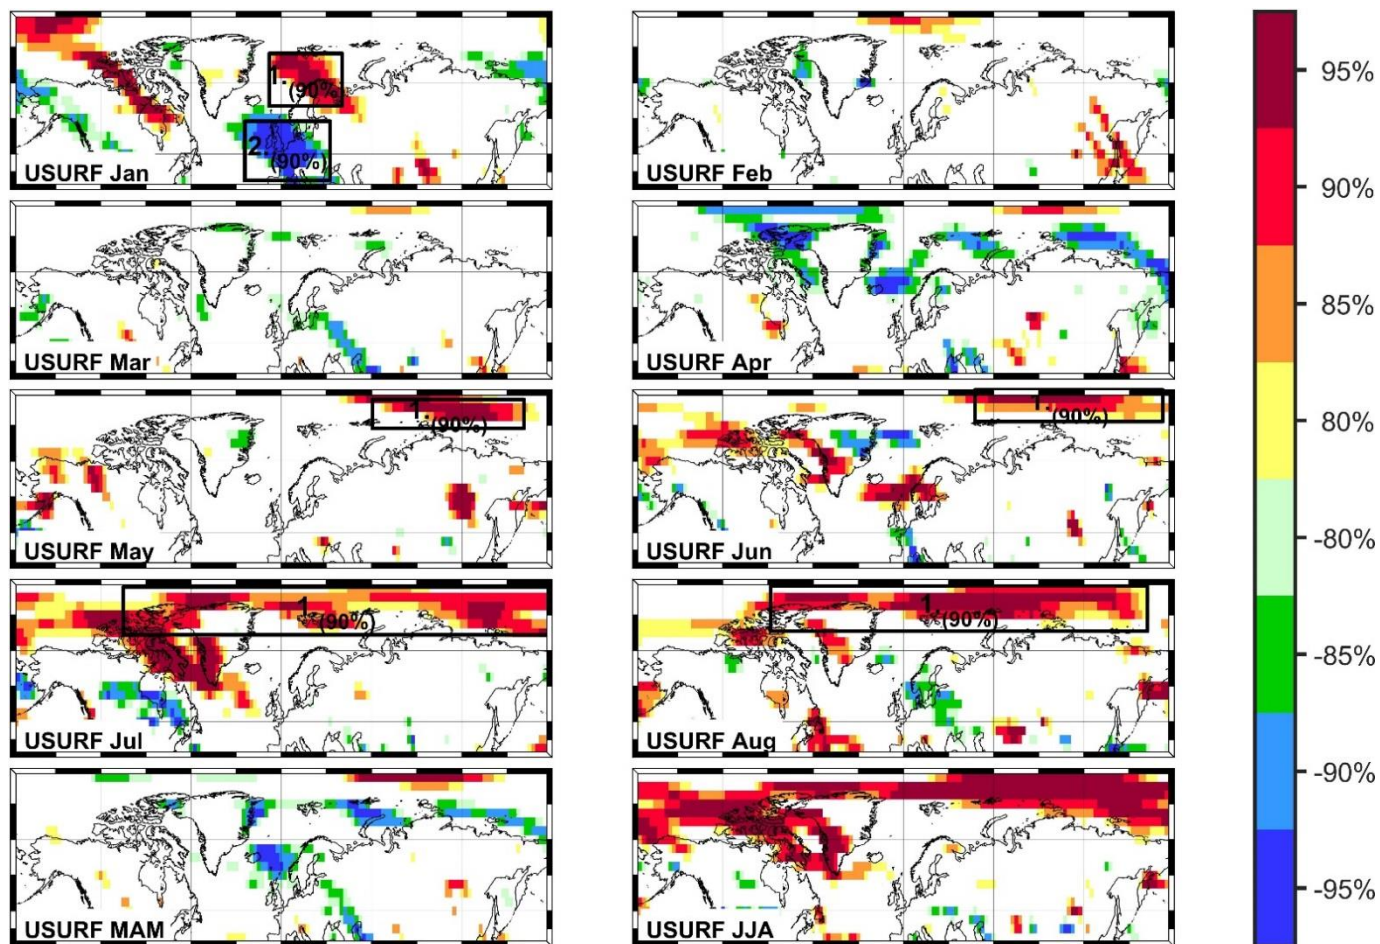 1.
(90%)
2.
(90%)
USURF Jan
USURF Feb
USURF Mar
USURF Apr
1.
(90%)
USURF May
1.
(90%)
USURF Jun
1.
(90%)
USURF Jul
1.
(90%)
USURF Aug
USURF MAM
USURF JJA
95%
90%
85%
80%
-80%
-85%
-90%
-95%